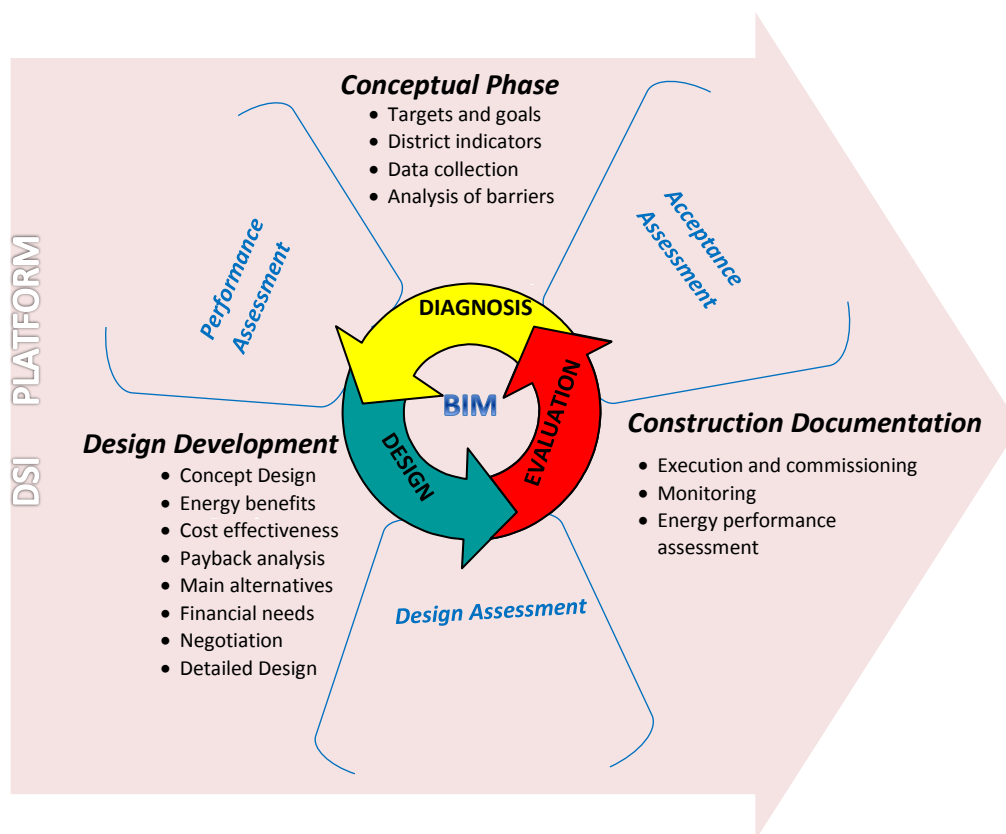 Conceptual Phase
• Targets and goals
• District indicators
• Data collection
• Analysis of barriers
Performance
Assessment
Acceptance
Assessment
DSI PLATFORM
DIAGNOSIS
BIM
DESIGN
EVALUATION
Design Development
• Concept Design
• Energy benefits
• Cost effectiveness
• Payback analysis
• Main alternatives
• Financial needs
• Negotiation
• Detailed Design
Construction Documentation
• Execution and commissioning
• Monitoring
• Energy performance
assessment
Design Assessment